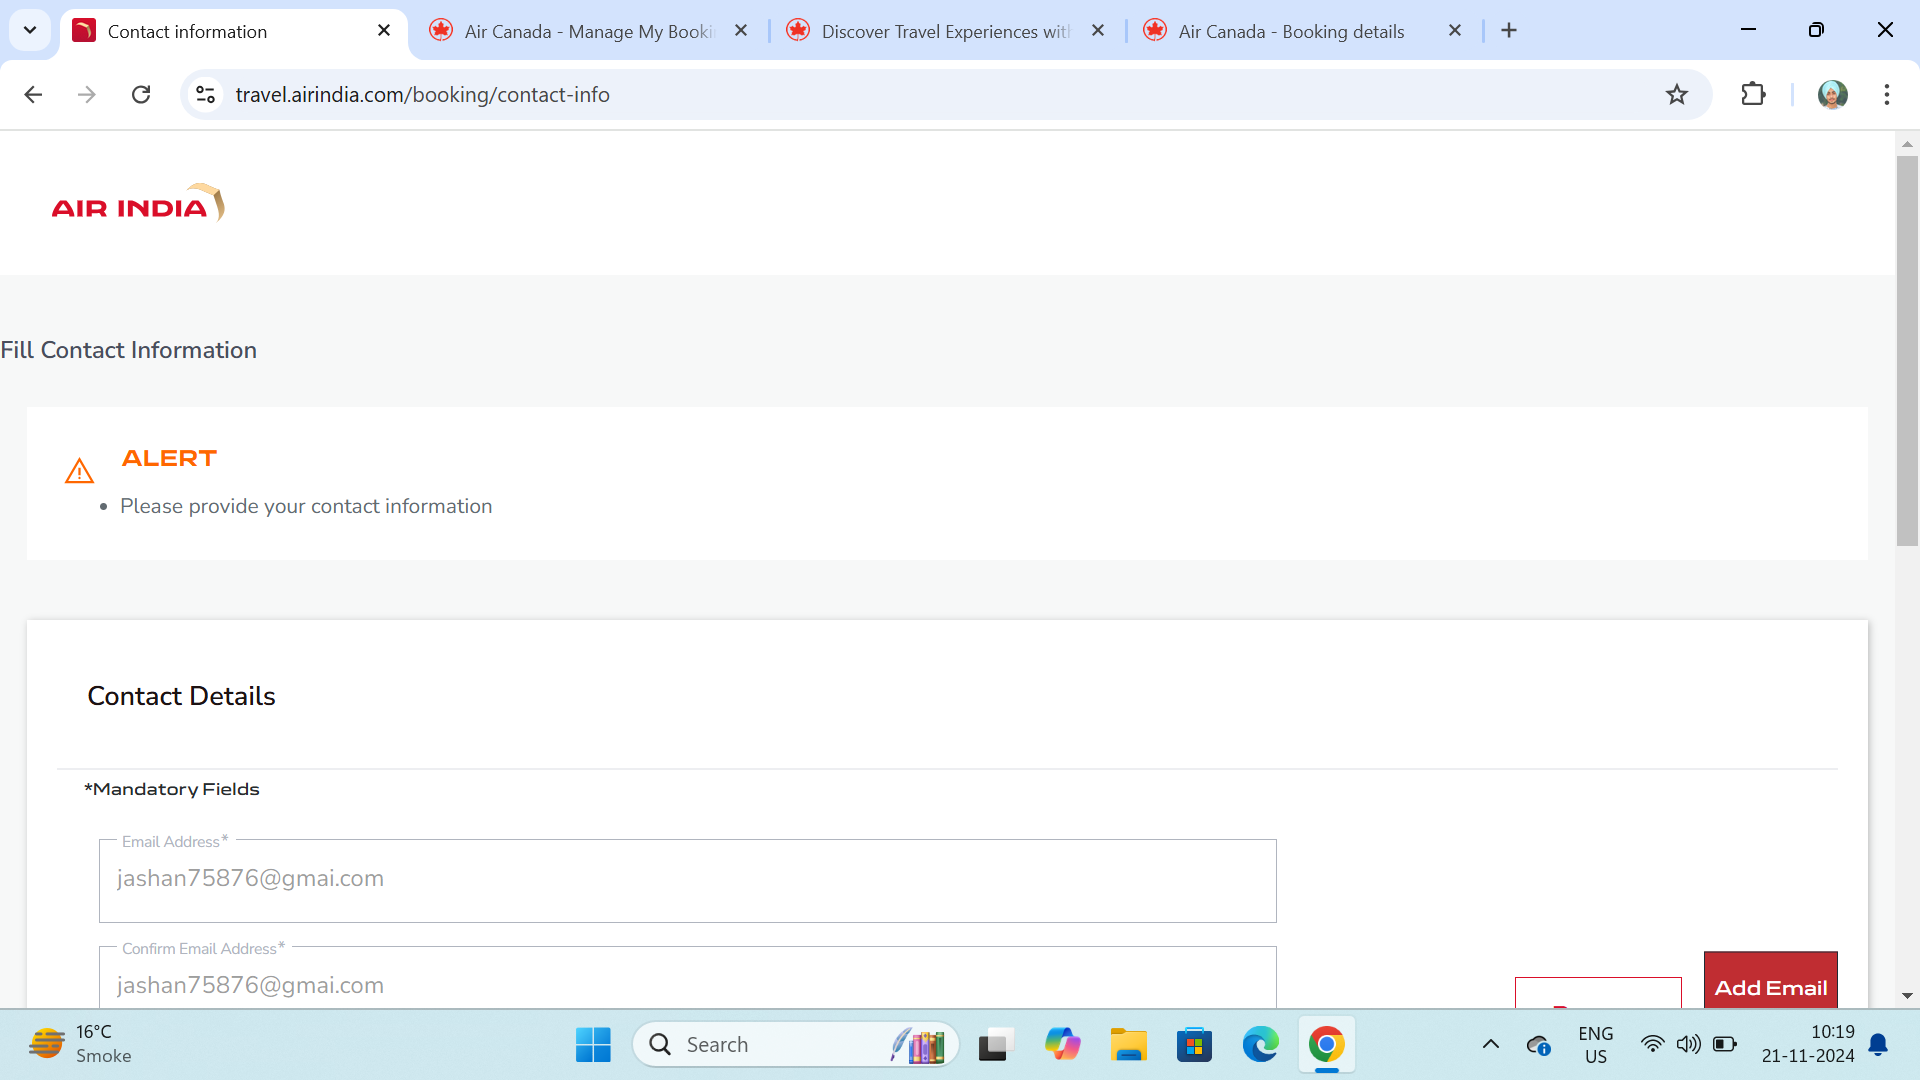 Contact information
Air Canada - Manage My Booki
Discover Travel Experiences wit
Air Canada - Booking details
travel.airindia.com/booking/contact-info
AIR INDIA
Fill Contact Information
ALERT
• Please provide your contact information
Contact Details
*Mandatory Fields
Email Address*
jashan75876@gmai.com
Confirm Email Address*
jashan75876@gmai.com
Add Email
16°C
Smoke
Search
ENG
US
10:19
21-11-2024